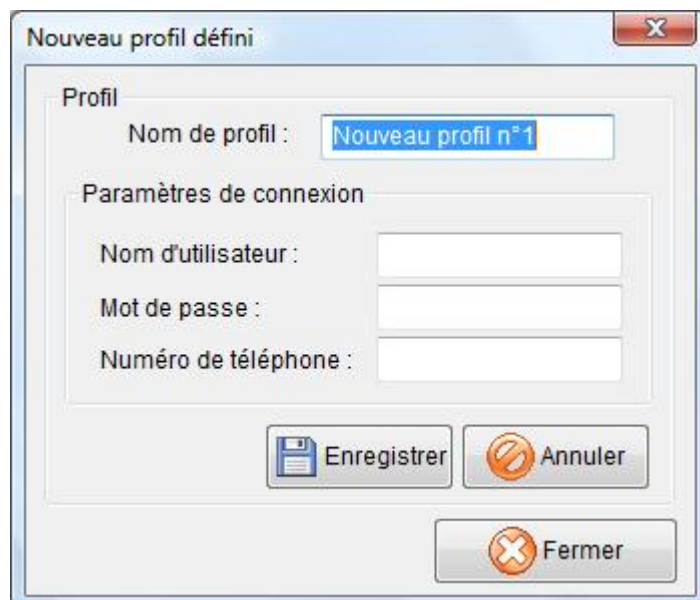 Nouveau profil défini
Profil
Nom de profil : Nouveau profil n°1
Paramètres de connexion
Nom d'utilisateur :
Mot de passe :
Numéro de téléphone :
Enregistrer Annuler
Fermer